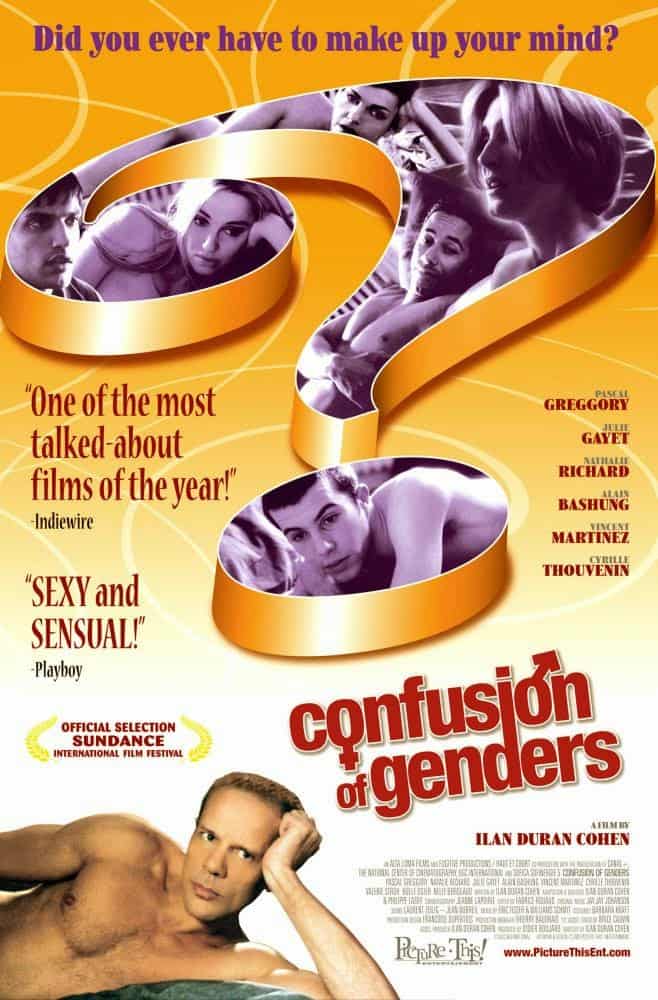 Did you ever have to make up your mind?
"One of the most
talked-about
films of the year!"
-Indiewire
"SEXY and
SENSUAL!"
-Playboy
PASCAL
GREGGORY
JULIE
GAYET
NATHALIE
RICHARD
ALAIN
BASHUNG
VINCENT
MARTINEZ
CYRILLE
THOUVENIN
OFFICIAL SELECTION
SUNDANCE
INTERNATIONAL FILM FESTIVAL
confusion
of genders
A FILM BY
ILAN DURAN COHEN
Picture This!
ENTERTAINMENT
www.PictureThisEnt.com